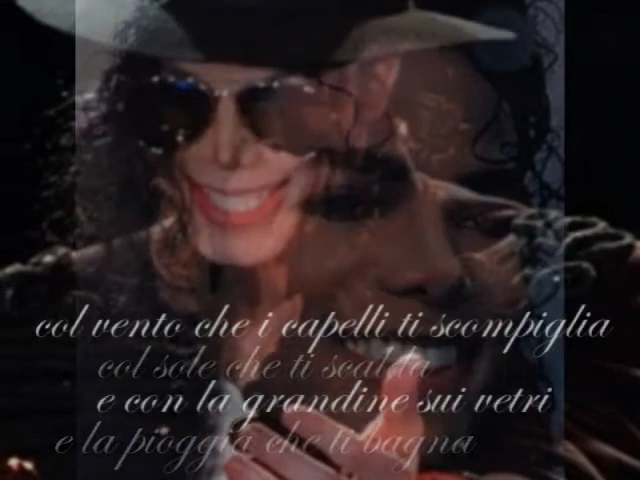 col vento che i capelli ti scompiglia
col sole che ti scalda
e con la grandine sui vetri
e la pioggia che ti bagna